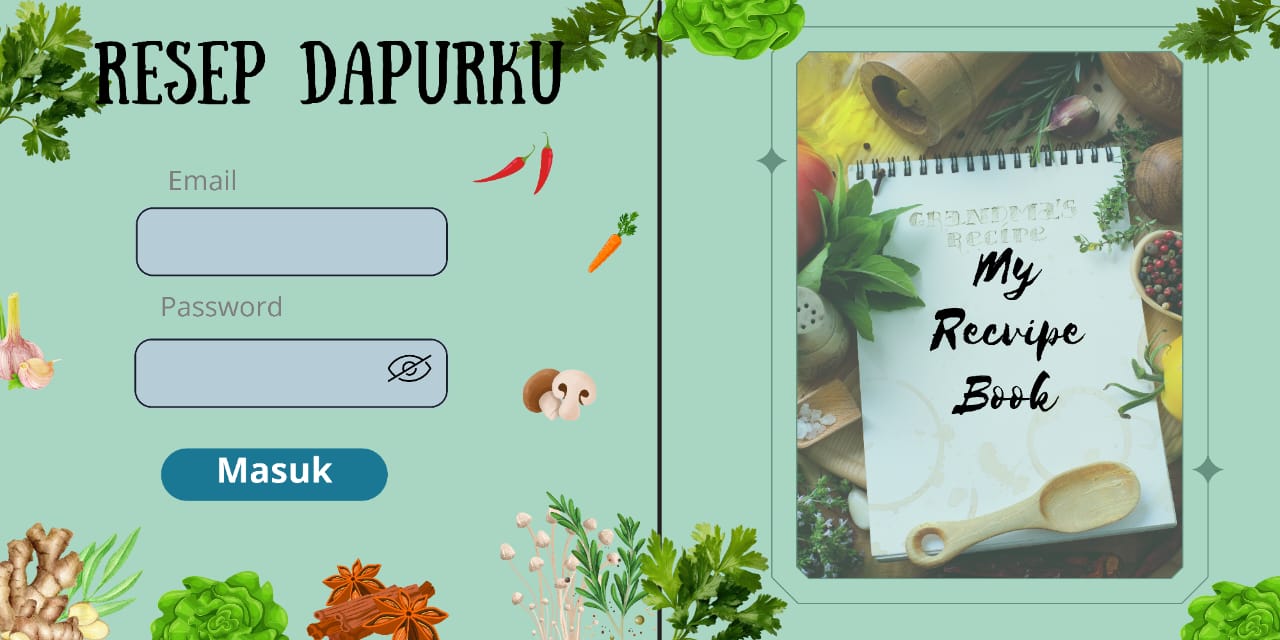 RESEP DAPURKU
Email
Password
Masuk
GRANDMA'S
RECIPE
My
Recvipe
Book